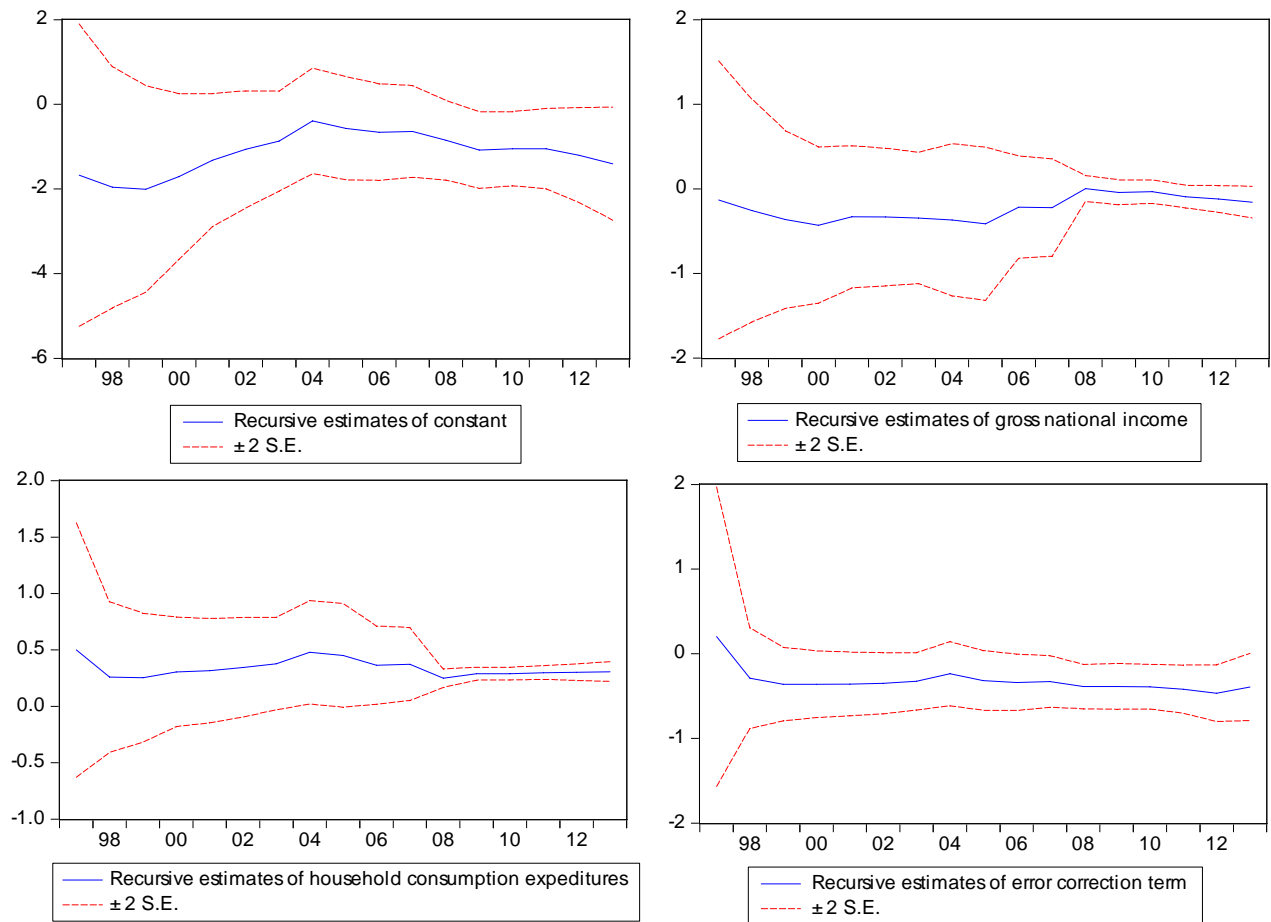 2
0
-2
-4
-6
98 00 02 04 06 08 10 12
Recursive estimates of constant
±2 S.E.
2
1
0
-1
-2
98 00 02 04 06 08 10 12
Recursive estimates of gross national income
±2 S.E.
2.0
1.5
1.0
0.5
0.0
-0.5
-1.0
98 00 02 04 06 08 10 12
Recursive estimates of household consumption expeditures
±2 S.E.
2
1
0
-1
-2
98 00 02 04 06 08 10 12
Recursive estimates of error correction term
±2 S.E.